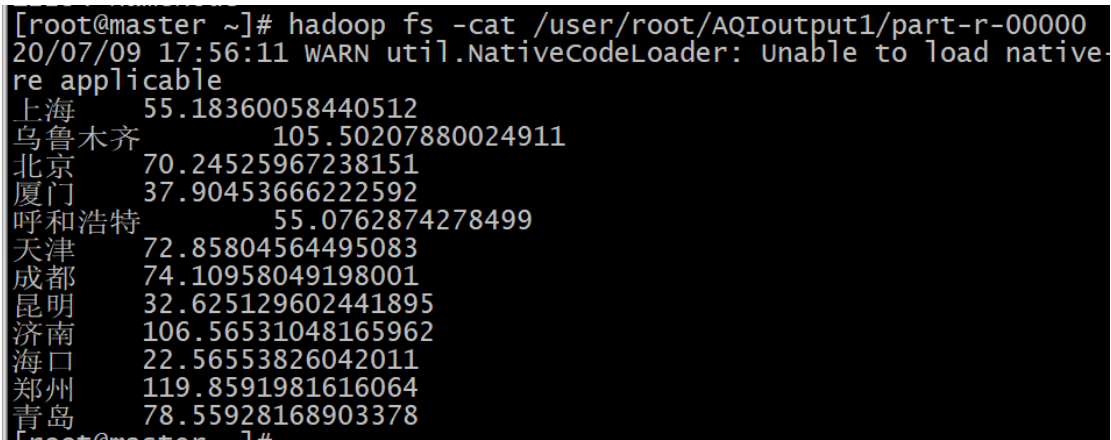 [root@master ~]# hadoop fs -cat /user/root/AQIoutput1/part-r-00000
20/07/09 17:56:11 WARN util.NativeCodeLoader: Unable to load native-
re applicable
上海 55.18360058440512
乌鲁木齐 105.50207880024911
北京 70.24525967238151
厦门 37.90453666222592
呼和浩特 55.0762874278499
天津 72.85804564495083
成都 74.10958049198001
昆明 32.625129602441895
济南 106.56531048165962
海口 22.56553826042011
郑州 119.8591981616064
青岛 78.55928168903378
[root@master ~]#